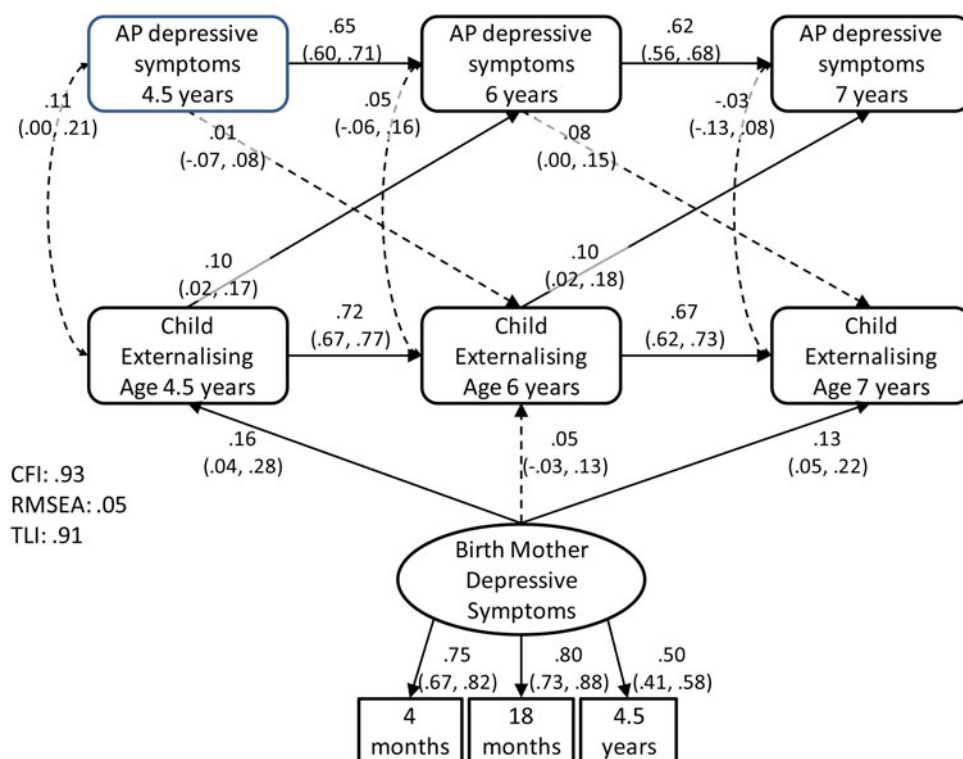 AP depressive
symptoms
4.5 years
.65
(.60, .71)
AP depressive
symptoms
6 years
.62
(.56, .68)
AP depressive
symptoms
7 years
.11
(.00, .21)
.01
(-.07, .08)
.05
(-.06, .16)
.08
(.00, .15)
-.03
(-.13, .08)
.10
(.02, .17)
.10
(.02, .18)
Child
Externalising
Age 4.5 years
.72
(.67, .77)
Child
Externalising
Age 6 years
.67
(.62, .73)
Child
Externalising
Age 7 years
.16
(.04, .28)
.05
(-.03, .13)
.13
(.05, .22)
CFI: .93
RMSEA: .05
TLI: .91
Birth Mother
Depressive
Symptoms
.75
(.67, .82)
.80
(.73, .88)
.50
(.41, .58)
4
months
18
months
4.5
years